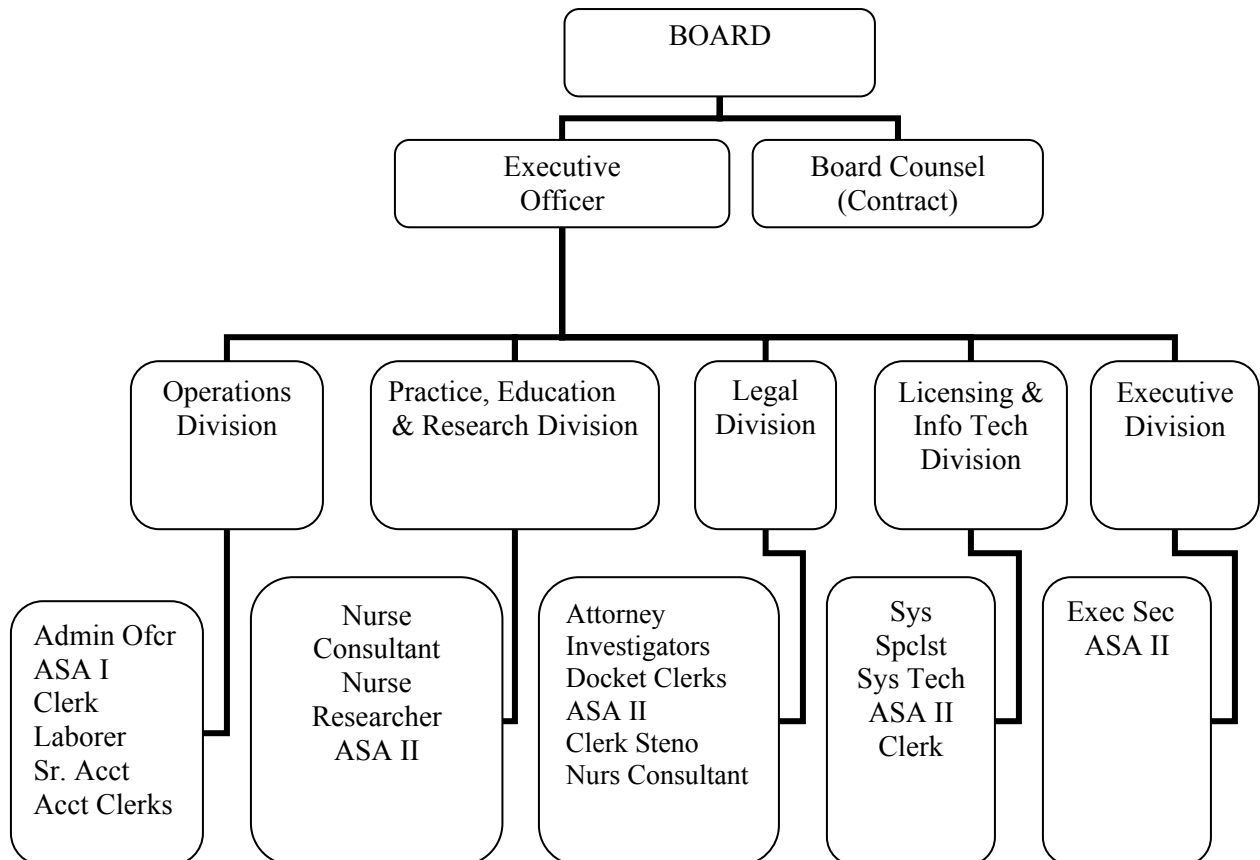 BOARD
Executive
Officer
Board Counsel
(Contract)
Operations
Division
Practice, Education
& Research Division
Legal
Division
Licensing &
Info Tech
Division
Executive
Division
Admin Ofcr
ASA I
Clerk
Laborer
Sr. Acct
Acct Clerks
Nurse
Consultant
Nurse
Researcher
ASA II
Attorney
Investigators
Docket Clerks
ASA II
Clerk Steno
Nurs Consultant
Sys
Spclst
Sys Tech
ASA II
Clerk
Exec Sec
ASA II